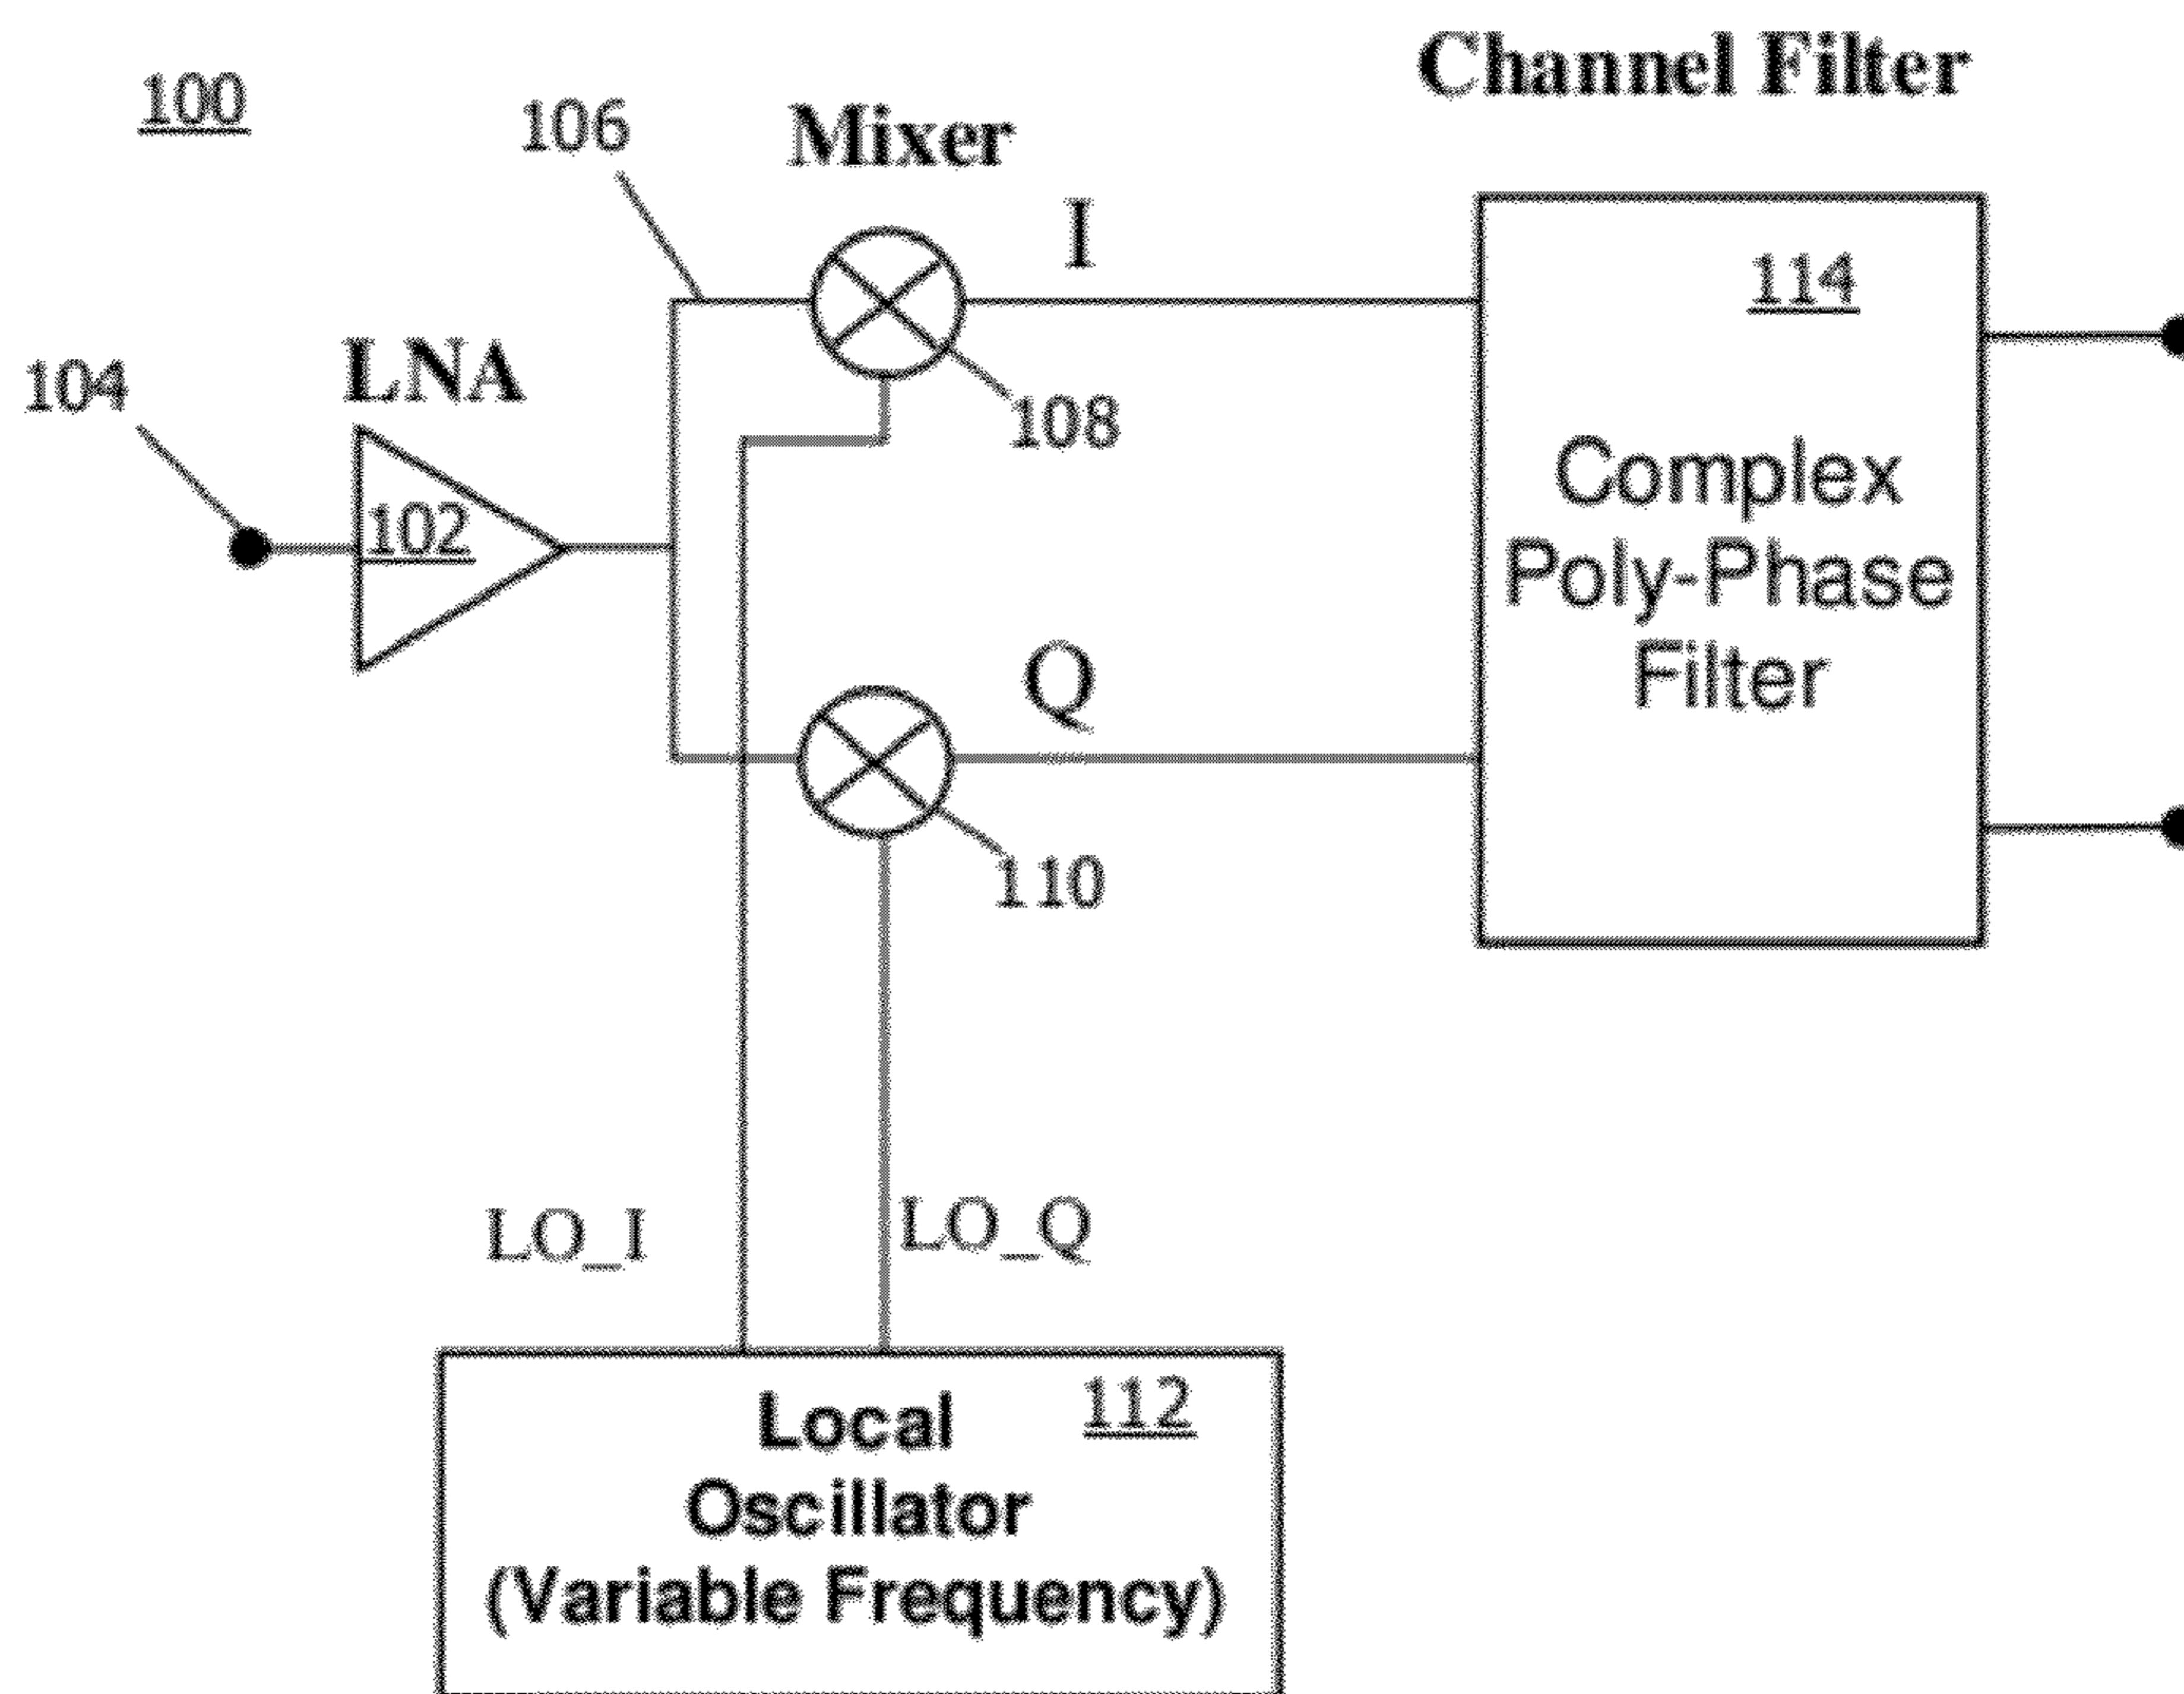 Channel Filter
100
106
Mixer
I
114
LNA
104
108
102
Complex
Poly-Phase
Filter
Q
110
LO_I
LO_Q
112
Local
Oscillator
(Variable Frequency)